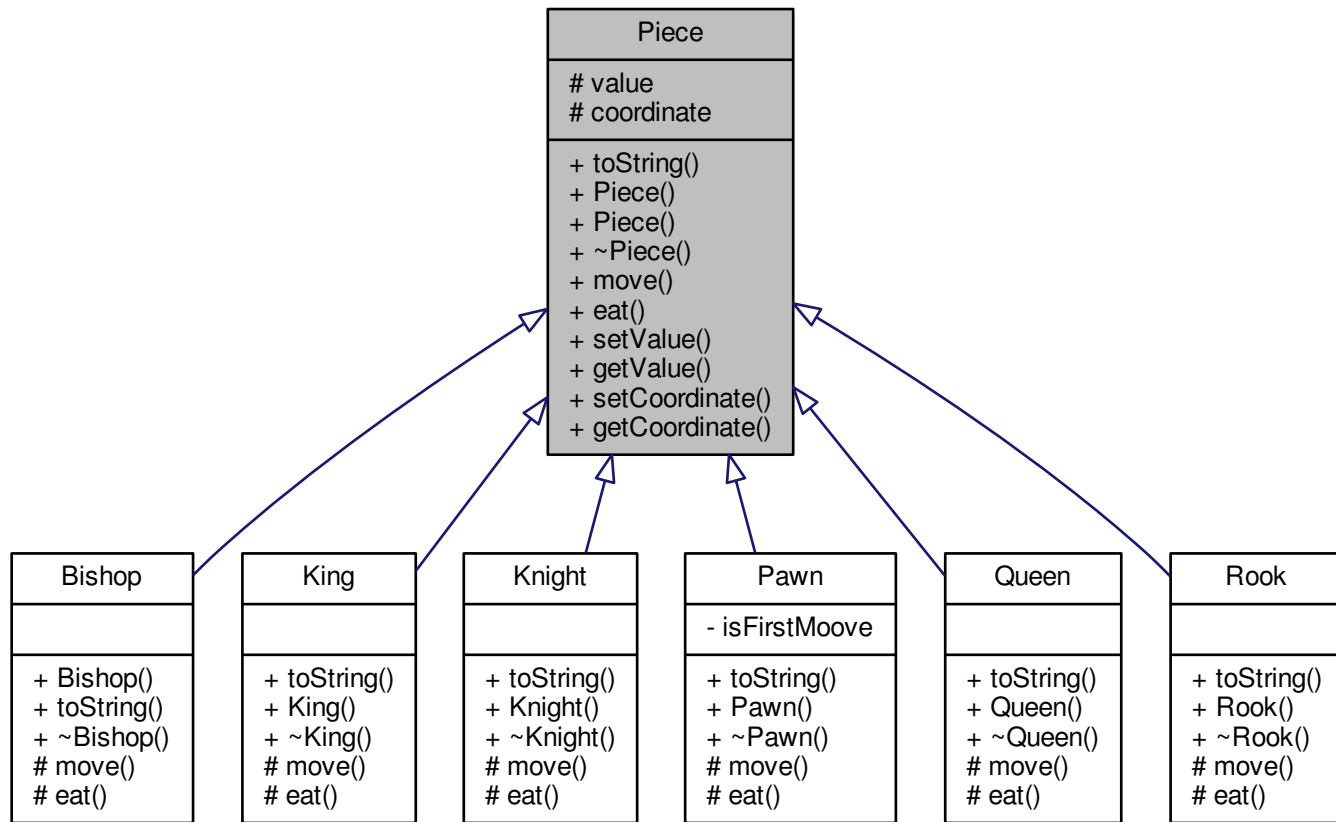 Piece
# value
# coordinate
+ toString()
+ Piece()
+ Piece()
+ ~Piece()
+ move()
+ eat()
+ setValue()
+ getValue()
+ setCoordinate()
+ getCoordinate()
Bishop
+ Bishop()
+ toString()
+ ~Bishop()
# move()
# eat()
King
+ toString()
+ King()
+ ~King()
# move()
# eat()
Knight
+ toString()
+ Knight()
+ ~Knight()
# move()
# eat()
Pawn
- isFirstMoove
+ toString()
+ Pawn()
+ ~Pawn()
# move()
# eat()
Queen
+ toString()
+ Queen()
+ ~Queen()
# move()
# eat()
Rook
+ toString()
+ Rook()
+ ~Rook()
# move()
# eat()